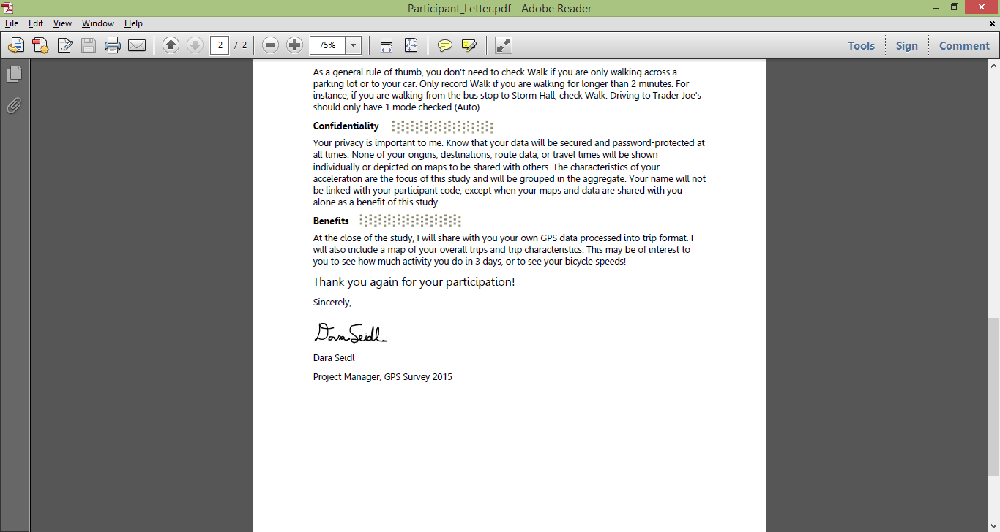 Participant_Letter.pdf - Adobe Reader
File Edit View Window Help
2 / 2 75% Tools Sign Comment
As a general rule of thumb, you don't need to check Walk if you are only walking across a
parking lot or to your car. Only record Walk if you are walking for longer than 2 minutes. For
instance, if you are walking from the bus stop to Storm Hall, check Walk. Driving to Trader Joe's
should only have 1 mode checked (Auto).
Confidentiality
Your privacy is important to me. Know that your data will be secured and password-protected at
all times. None of your origins, destinations, route data, or travel times will be shown
individually or depicted on maps to be shared with others. The characteristics of your
acceleration are the focus of this study and will be grouped in the aggregate. Your name will not
be linked with your participant code, except when your maps and data are shared with you
alone as a benefit of this study.
Benefits
At the close of the study, I will share with you your own GPS data processed into trip format. I
will also include a map of your overall trips and trip characteristics. This may be of interest to
you to see how much activity you do in 3 days, or to see your bicycle speeds!
Thank you again for your participation!
Sincerely,
Dara Seidl
Dara Seidl
Project Manager, GPS Survey 2015